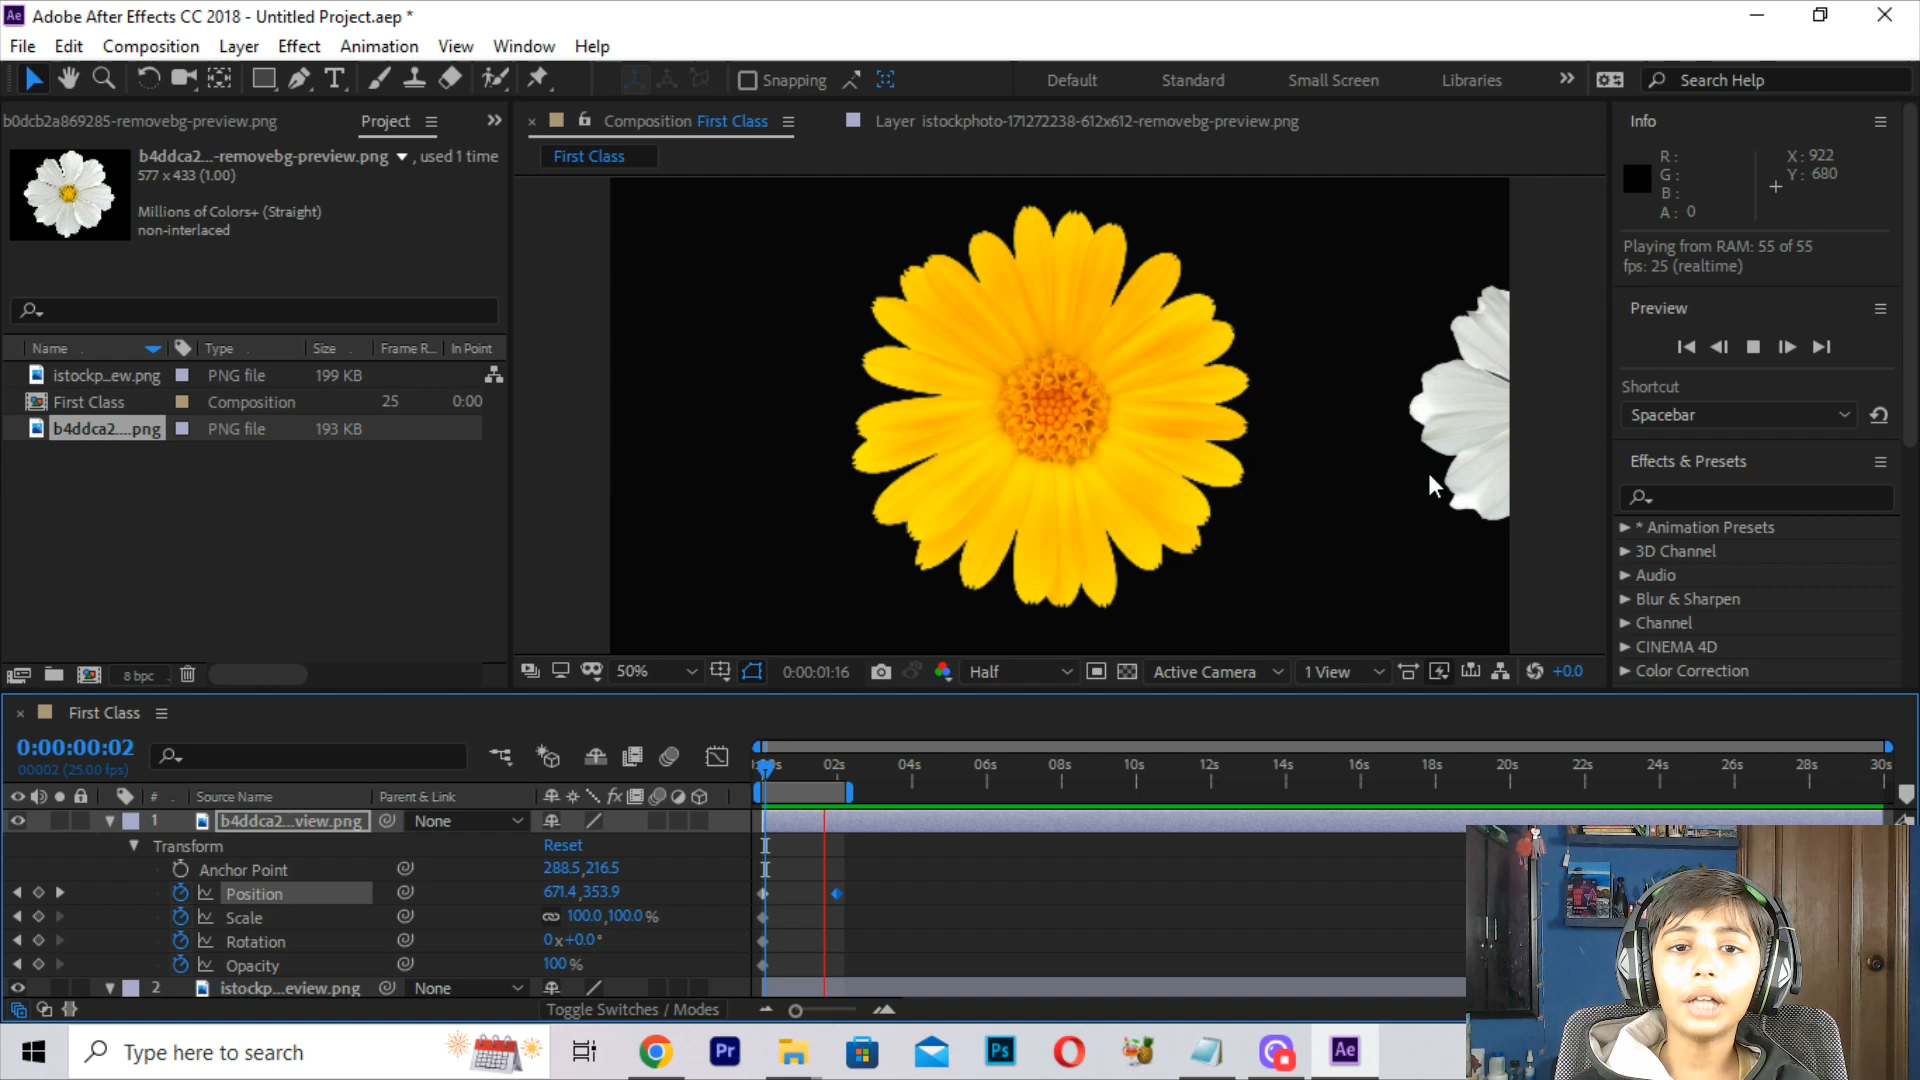 Adobe After Effects CC 2018 - Untitled Project.aep *
File Edit Composition Layer Effect Animation View Window Help
Snapping Default Standard Small Screen Libraries Search Help
b0dcb2a869285-removebg-preview.png Project
b4ddca2...-removebg-preview.png , used 1 time
577 x 433 (1.00)
Millions of Colors+ (Straight)
non-interlaced
Name Type Size Frame R... In Point
istockp_ew.png PNG file 199 KB
First Class Composition 25 0:00
b4ddca2....png PNG file 193 KB
8 bpc
Composition First Class Layer istockphoto-171272238-612x612-removebg-preview.png
First Class
50% 0:00:01:16 Half Active Camera 1 View +0.0
Info
R: X: 922
G: Y: 680
B:
A: 0
Playing from RAM: 55 of 55
fps: 25 (realtime)
Preview
Shortcut
Spacebar
Effects & Presets
* Animation Presets
3D Channel
Audio
Blur & Sharpen
Channel
CINEMA 4D
Color Correction
First Class
0:00:00:02
00002 (25.00 fps)
02s 04s 06s 08s 10s 12s 14s 16s 18s 20s 22s 24s 26s 28s 30s
# Source Name Parent & Link fx
1 b4ddca2...view.png None
Transform Reset
Anchor Point 288.5,216.5
Position 671.4,353.9
Scale 100.0,100.0 %
Rotation 0x+0.0°
Opacity 100 %
2 istockp...eview.png None
Toggle Switches / Modes
Type here to search
Pr
Ps
Ae